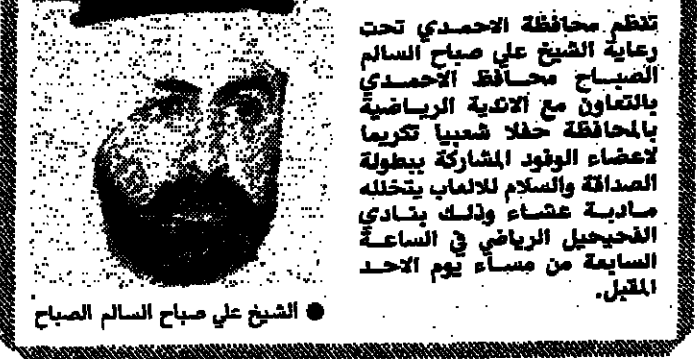 تنظم محافظة الاحمدي تحت
رعاية الشيخ علي صباح السالم
الصباح محافظ الاحمدي
بالتعاون مع الاندية الرياضية
بالمحافظة حفلا شعبيا تكريما
لاعضاء الوفود المشاركة ببطولة
الصداقة والسلام للالعاب يتخلله
مادبة عشاء وذلك بنادي
الفحيحيل الرياضي في الساعة
السابعة من مساء يوم الاحد
المقبل.
● الشيخ علي صباح السالم الصباح